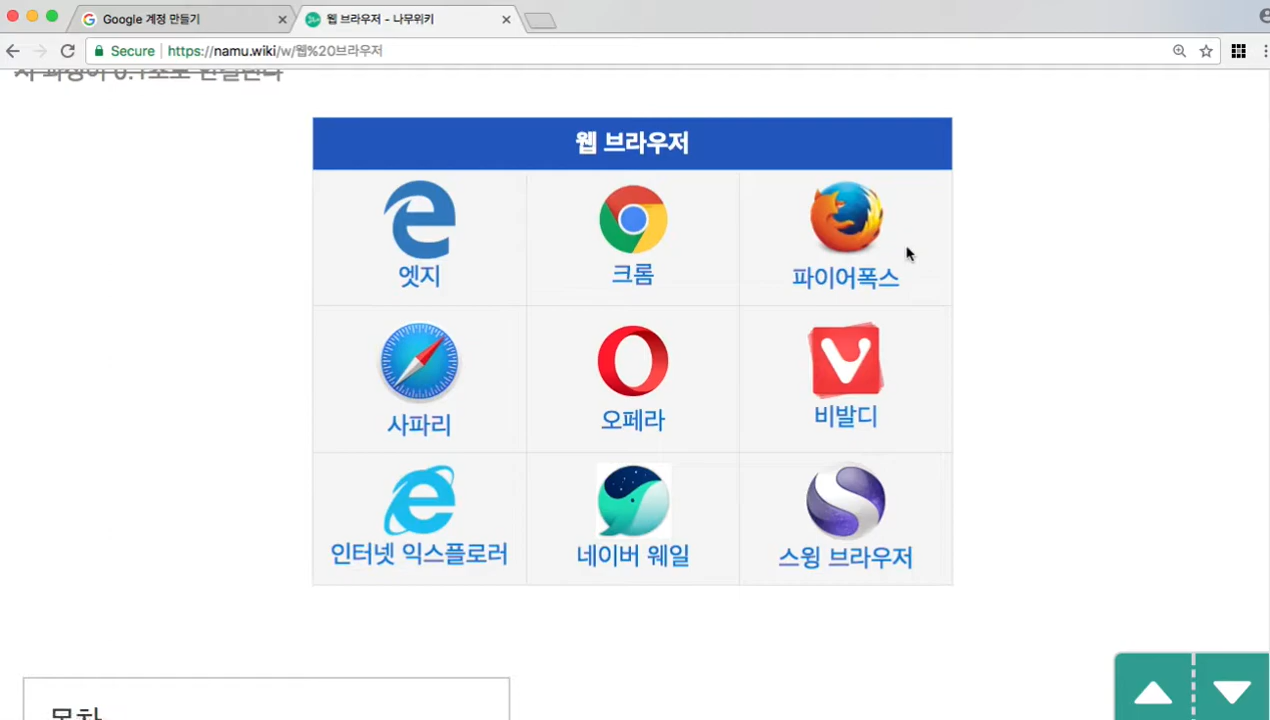 Google 계정 만들기
웹 브라우저 - 나무위키
Secure https://namu.wiki/w/웹%20브라우저
웹 브라우저
엣지
크롬
파이어폭스
사파리
오페라
비발디
인터넷 익스플로러
네이버 웨일
스윙 브라우저
목차